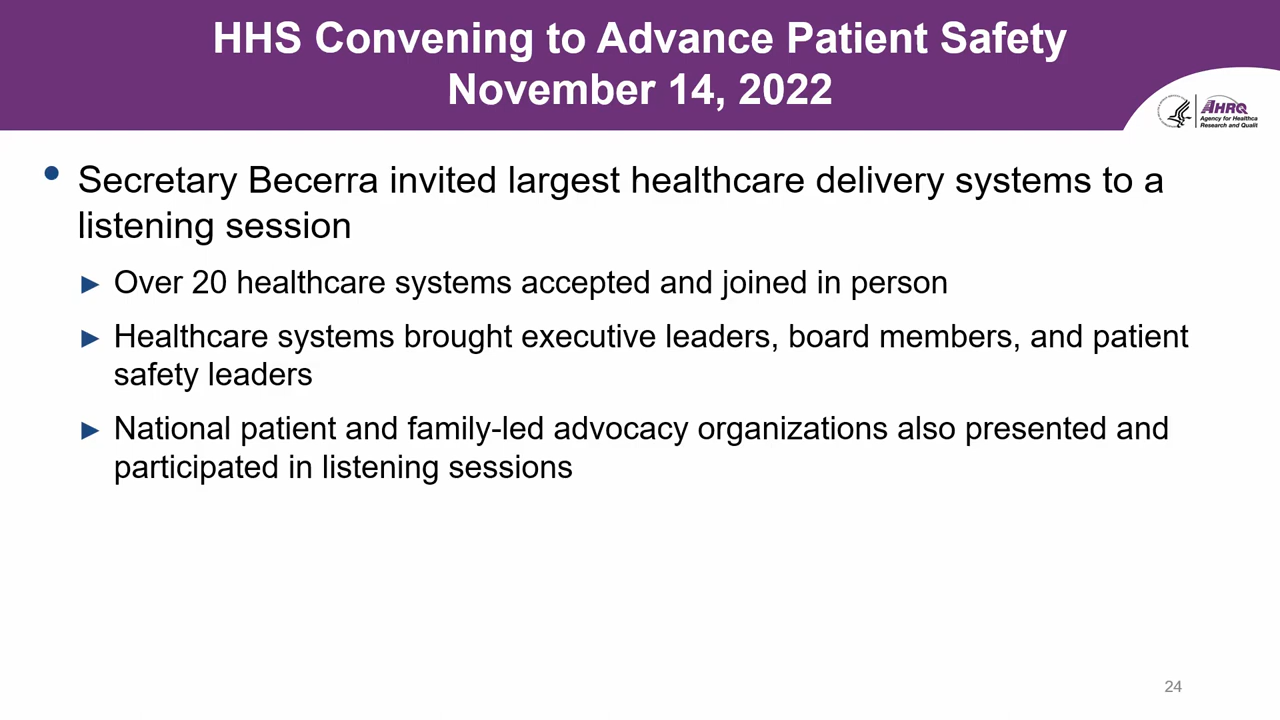 HHS Convening to Advance Patient Safety
November 14, 2022
AHRQ
Agency for Healthca
Research and Qualit
• Secretary Becerra invited largest healthcare delivery systems to a
listening session
► Over 20 healthcare systems accepted and joined in person
► Healthcare systems brought executive leaders, board members, and patient
safety leaders
► National patient and family-led advocacy organizations also presented and
participated in listening sessions
24